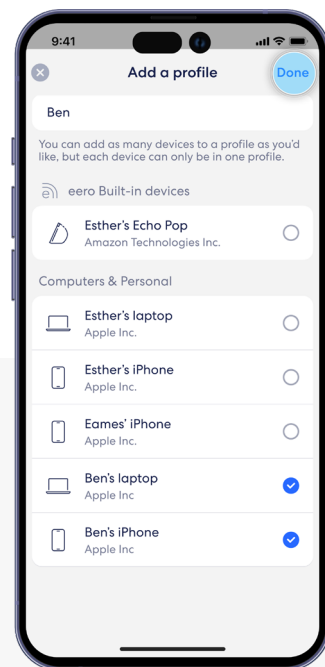 9:41
Add a profile
Done
Ben
You can add as many devices to a profile as you'd
like, but each device can only be in one profile.
eero Built-in devices
Esther's Echo Pop
Amazon Technologies Inc.
Computers & Personal
Esther's laptop
Apple Inc.
Esther's iPhone
Apple Inc.
Eames' iPhone
Apple Inc.
Ben's laptop
Apple Inc
Ben's iPhone
Apple Inc